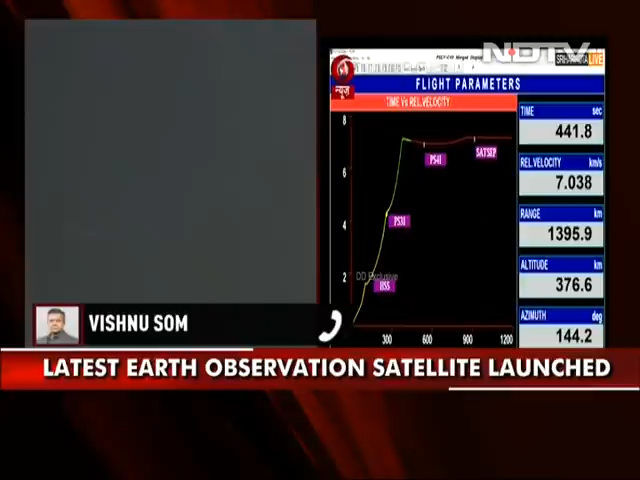 NDTV
SRIHARIKOTA LIVE
FLIGHT PARAMETERS
न्यूज़
TIME Vs REL.VELOCITY
TIME sec
441.8
REL.VELOCITY km/s
7.038
RANGE km
1395.9
ALTITUDE km
376.6
AZIMUTH deg
144.2
8
6
4
2
300 600 900 1200
PS4I
SATSEP
PS3I
HSS
DD Exclusive
VISHNU SOM
LATEST EARTH OBSERVATION SATELLITE LAUNCHED